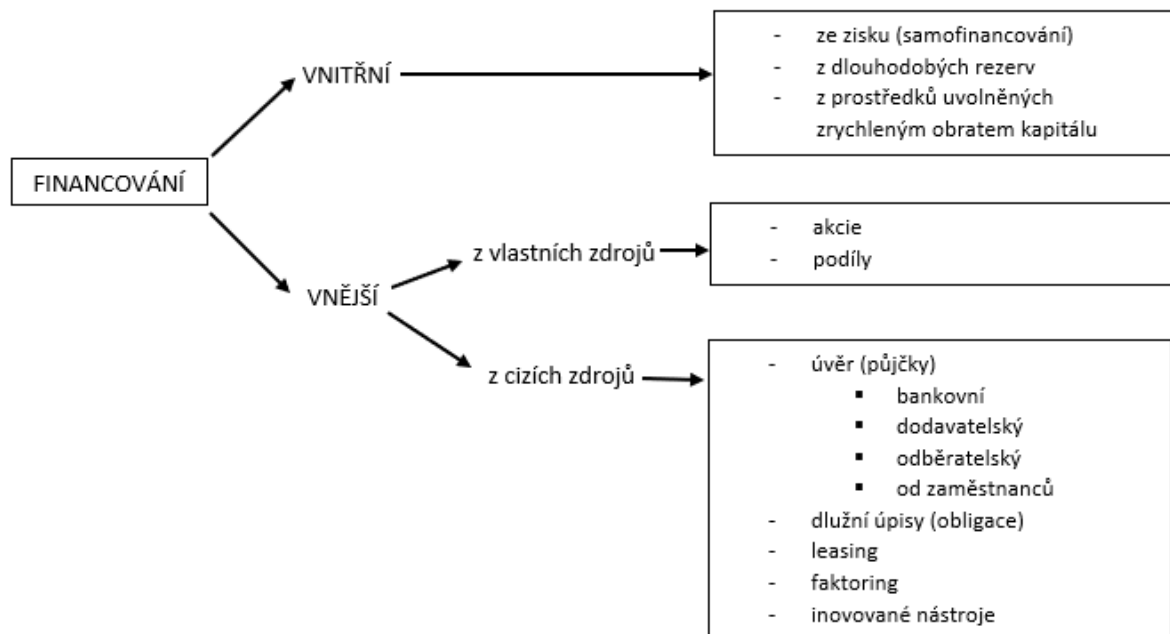 FINANCOVÁNÍ
VNITŘNÍ
- ze zisku (samofinancování)
- z dlouhodobých rezerv
- z prostředků uvolněných
zrychleným obratem kapitálu
VNĚJŠÍ
z vlastních zdrojů
- akcie
- podíly
z cizích zdrojů
- úvěr (půjčky)
▪ bankovní
▪ dodavatelský
▪ odběratelský
▪ od zaměstnanců
- dlužní úpisy (obligace)
- leasing
- faktoring
- inovované nástroje